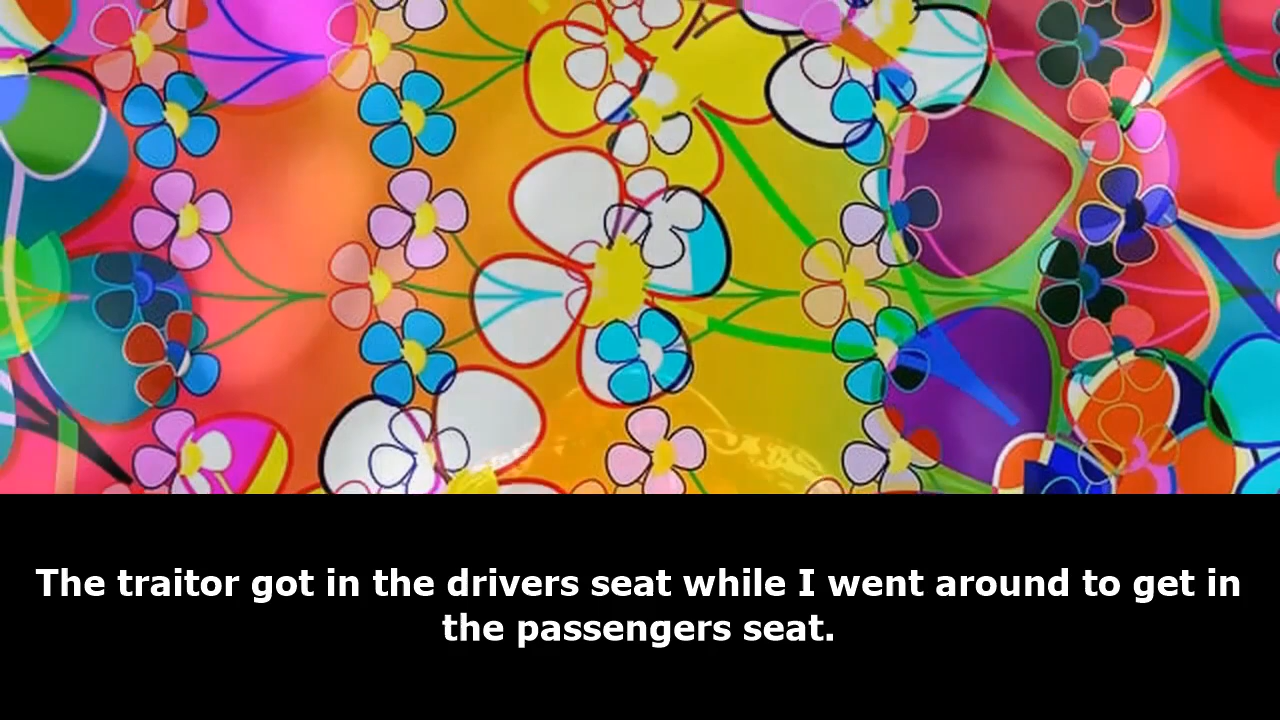 The traitor got in the drivers seat while I went around to get in
the passengers seat.